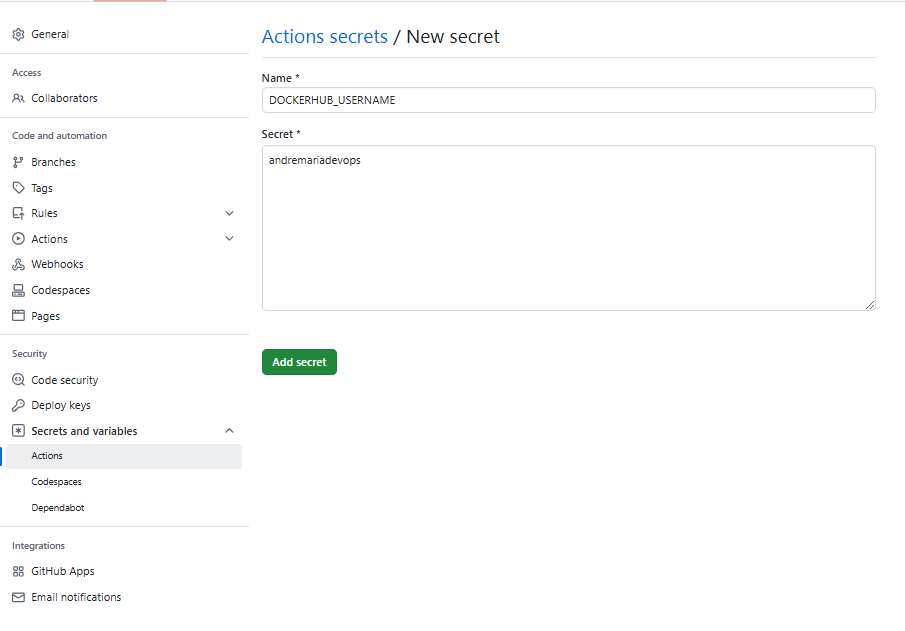 General
Access
Collaborators
Code and automation
Branches
Tags
Rules
Actions
Webhooks
Codespaces
Pages
Security
Code security
Deploy keys
Secrets and variables
Actions
Codespaces
Dependabot
Integrations
GitHub Apps
Email notifications
Actions secrets / New secret
Name *
DOCKERHUB_USERNAME
Secret *
andremariadevops
Add secret